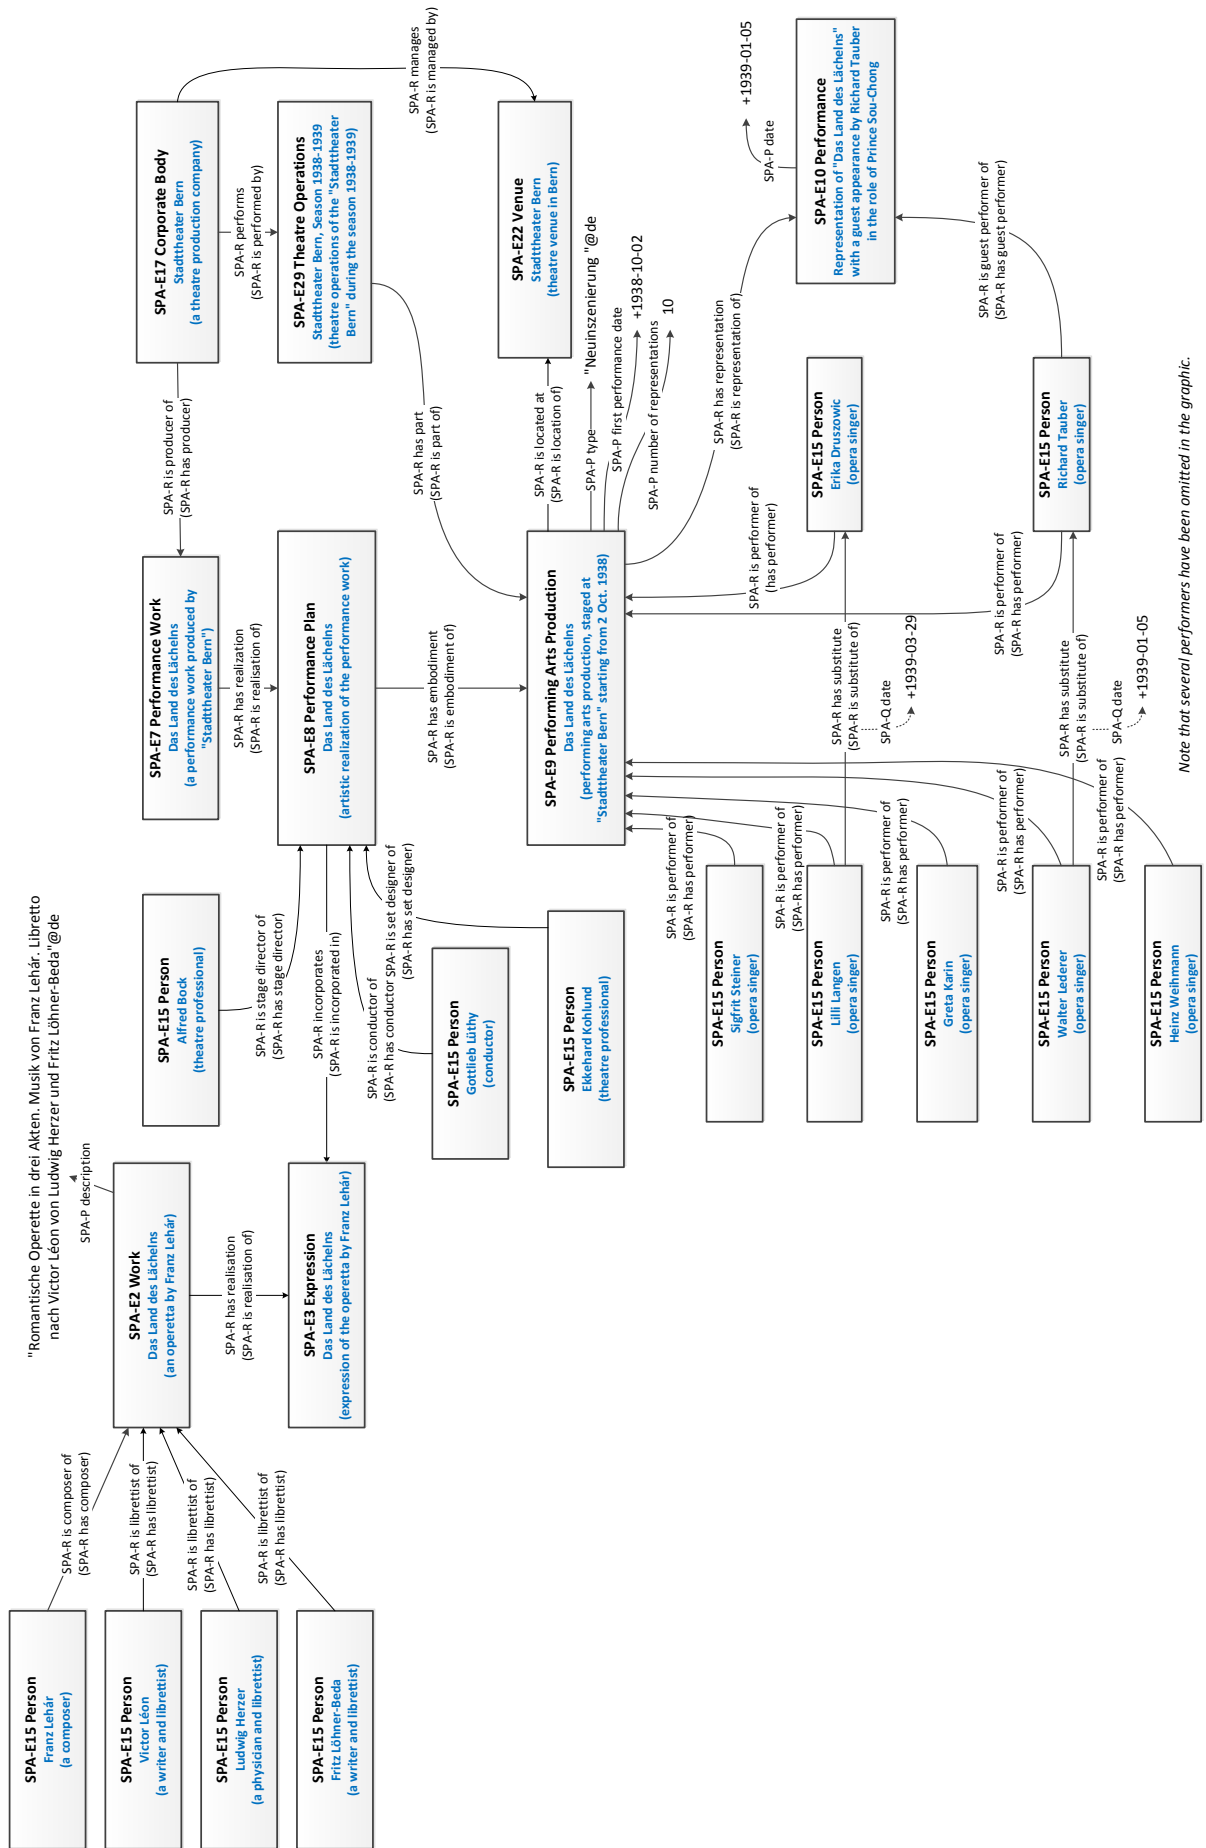 "Romantische Operette in drei Akten. Musik von Franz Lehár. Libretto
nach Victor Léon von Ludwig Herzer und Fritz Löhner-Beda"@de
SPA-P description
SPA-E15 Person
Franz Lehár
(a composer)
SPA-R is composer of
(SPA-R has composer)
SPA-E15 Person
Victor Léon
(a writer and librettist)
SPA-R is librettist of
(SPA-R has librettist)
SPA-E15 Person
Ludwig Herzer
(a physician and librettist)
SPA-R is librettist of
(SPA-R has librettist)
SPA-E15 Person
Fritz Löhner-Beda
(a writer and librettist)
SPA-R is librettist of
(SPA-R has librettist)
SPA-E2 Work
Das Land des Lächelns
(an operetta by Franz Lehár)
SPA-R has realisation
(SPA-R is realisation of)
SPA-E3 Expression
Das Land des Lächelns
(expression of the operetta by Franz Lehár)
SPA-E15 Person
Alfred Bock
(theatre professional)
SPA-R is stage director of
(SPA-R has stage director)
SPA-R incorporates
(SPA-R is incorporated in)
SPA-R is conductor of
(SPA-R has conductor
SPA-R is set designer of
(SPA-R has set designer)
SPA-E15 Person
Gottlieb Lüthy
(conductor)
SPA-E15 Person
Ekkehard Kohlund
(theatre professional)
SPA-E7 Performance Work
Das Land des Lächelns
(a performance work produced by
"Stadttheater Bern")
SPA-R has realization
(SPA-R is realisation of)
SPA-E8 Performance Plan
Das Land des Lächelns
(artistic realization of the performance work)
SPA-R has embodiment
(SPA-R is embodiment of)
SPA-E9 Performing Arts Production
Das Land des Lächelns
(performing arts production, staged at
"Stadttheater Bern" starting from 2 Oct. 1938)
SPA-R is producer of
(SPA-R has producer)
SPA-E17 Corporate Body
Stadttheater Bern
(a theatre production company)
SPA-R performs
(SPA-R is performed by)
SPA-R manages
(SPA-R is managed by)
SPA-E29 Theatre Operations
Stadttheater Bern, Season 1938-1939
(theatre operations of the "Stadttheater
Bern" during the season 1938-1939)
SPA-R has part
(SPA-R is part of)
SPA-E22 Venue
Stadttheater Bern
(theatre venue in Bern)
SPA-R is located at
(SPA-R is location of)
SPA-P type
"Neuinszenierung "@de
SPA-P first performance date
+1938-10-02
SPA-P number of representations
10
SPA-R has representation
(SPA-R is representation of)
SPA-P date
+1939-01-05
SPA-E10 Performance
Representation of "Das Land des Lächelns"
with a guest appearance by Richard Tauber
in the role of Prince Sou-Chong
SPA-R is guest performer of
(SPA-R has guest performer)
SPA-E15 Person
Erika Druszowic
(opera singer)
SPA-R is performer of
(has performer)
SPA-E15 Person
Richard Tauber
(opera singer)
SPA-R is performer of
(SPA-R has performer)
SPA-E15 Person
Sigfrit Steiner
(opera singer)
SPA-R is performer of
(SPA-R has performer)
SPA-E15 Person
Lilli Langen
(opera singer)
SPA-R is performer of
(SPA-R has performer)
SPA-R has substitute
(SPA-R is substitute of)
SPA-Q date
+1939-03-29
SPA-E15 Person
Greta Karin
(opera singer)
SPA-R is performer of
(SPA-R has performer)
SPA-E15 Person
Walter Lederer
(opera singer)
SPA-R is performer of
(SPA-R has performer)
SPA-R has substitute
(SPA-R is substitute of)
SPA-Q date
+1939-01-05
SPA-E15 Person
Heinz Weihmann
(opera singer)
SPA-R is performer of
(SPA-R has performer)
Note that several performers have been omitted in the graphic.